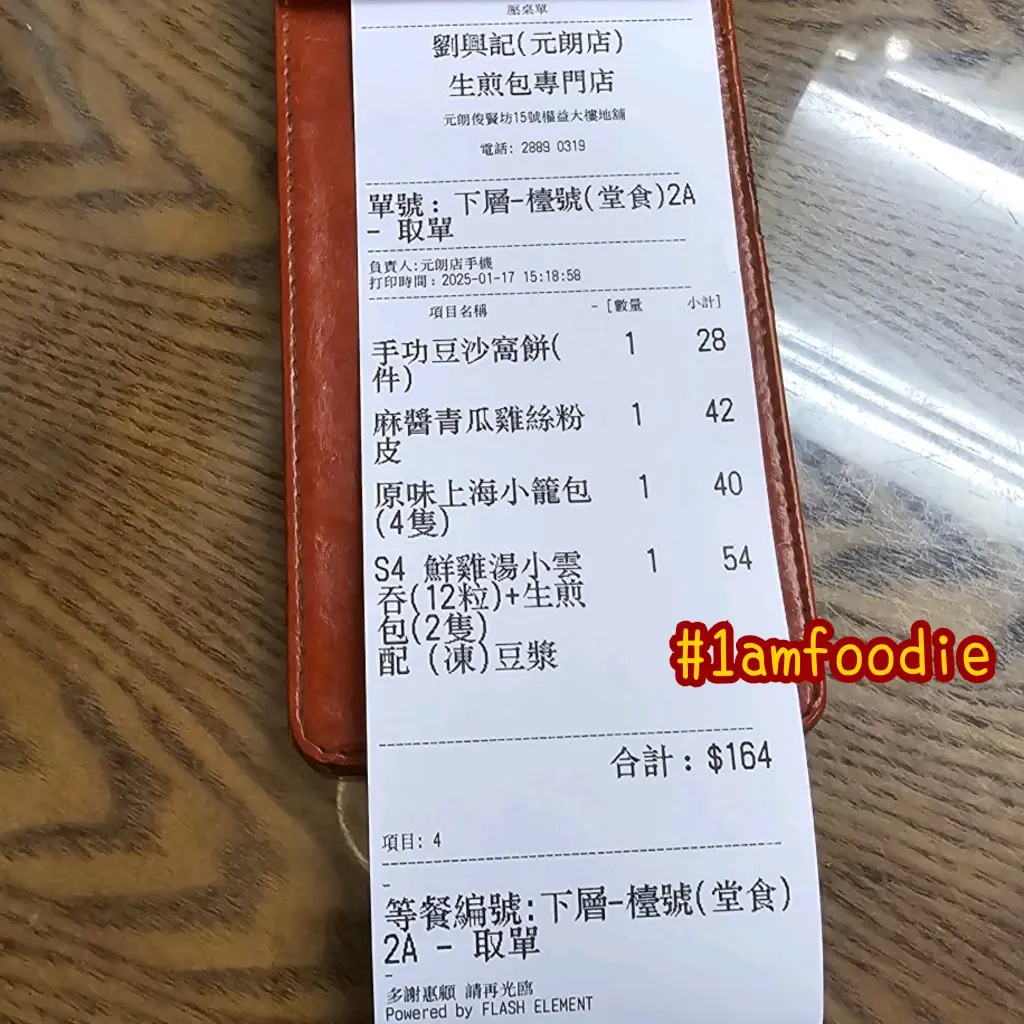 壓桌單
劉興記(元朗店)
生煎包專門店
元朗俊賢坊15號權益大樓地舖
電話: 2889 0319
單號: 下層-檯號(堂食)2A
- 取單
負責人:元朗店手機
打印時間:2025-01-17 15:18:58
項目名稱 -[數量 小計]
手功豆沙窩餅( 1 28
件)
麻醬青瓜雞絲粉 1 42
皮
原味上海小籠包 1 40
(4隻)
S4 鮮雞湯小雲 1 54
吞(12粒)+生煎
包(2隻)
配 (凍)豆漿
#1amfoodie
合計:$164
項目: 4
-
等餐編號:下層-檯號(堂食)
2A - 取單
-
多謝惠顧 請再光臨
Powered by FLASH ELEMENT